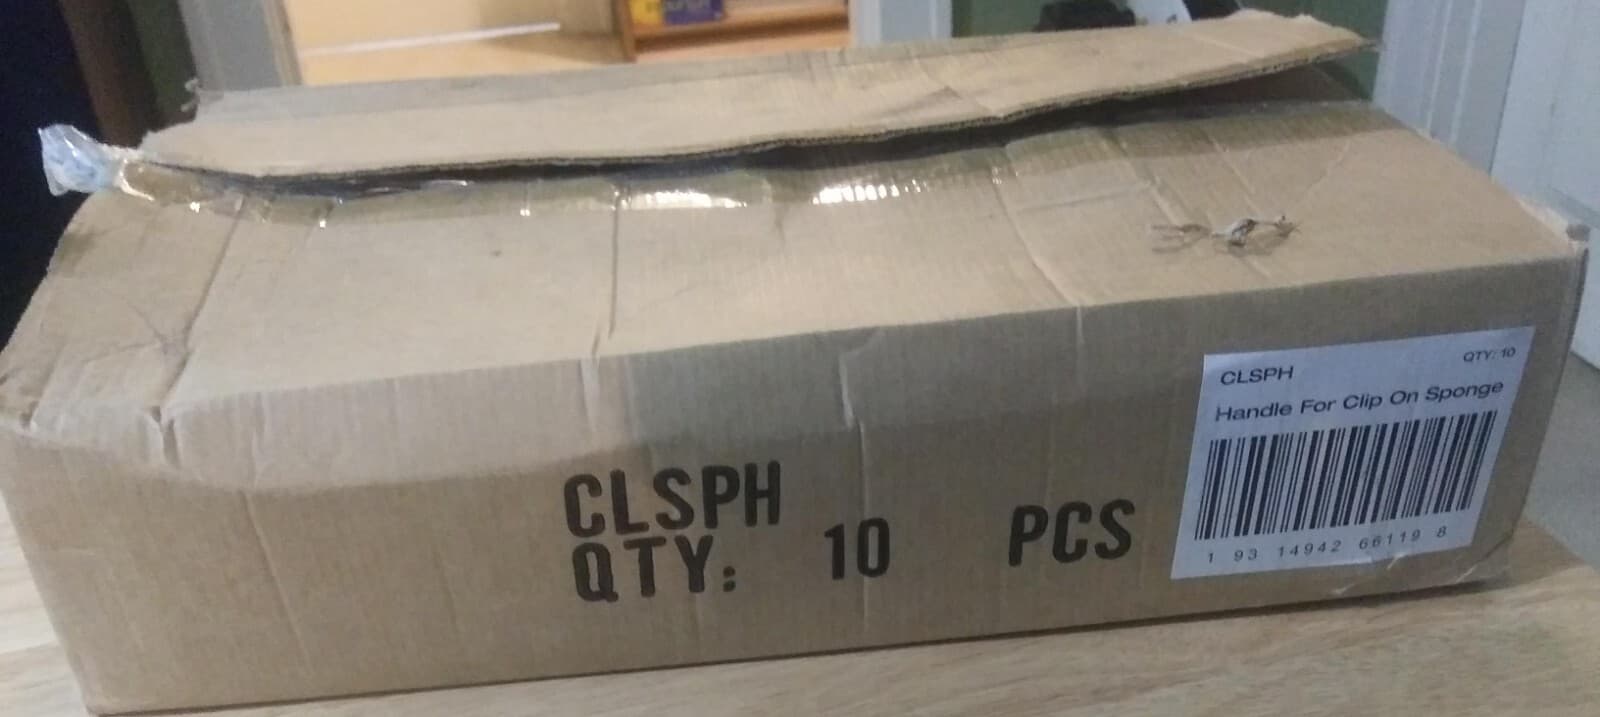 CLSPH
QTY: 10 PCS
CLSPH
QTY: 10
Handle For Clip On Sponge
1 93 14942 66119 8